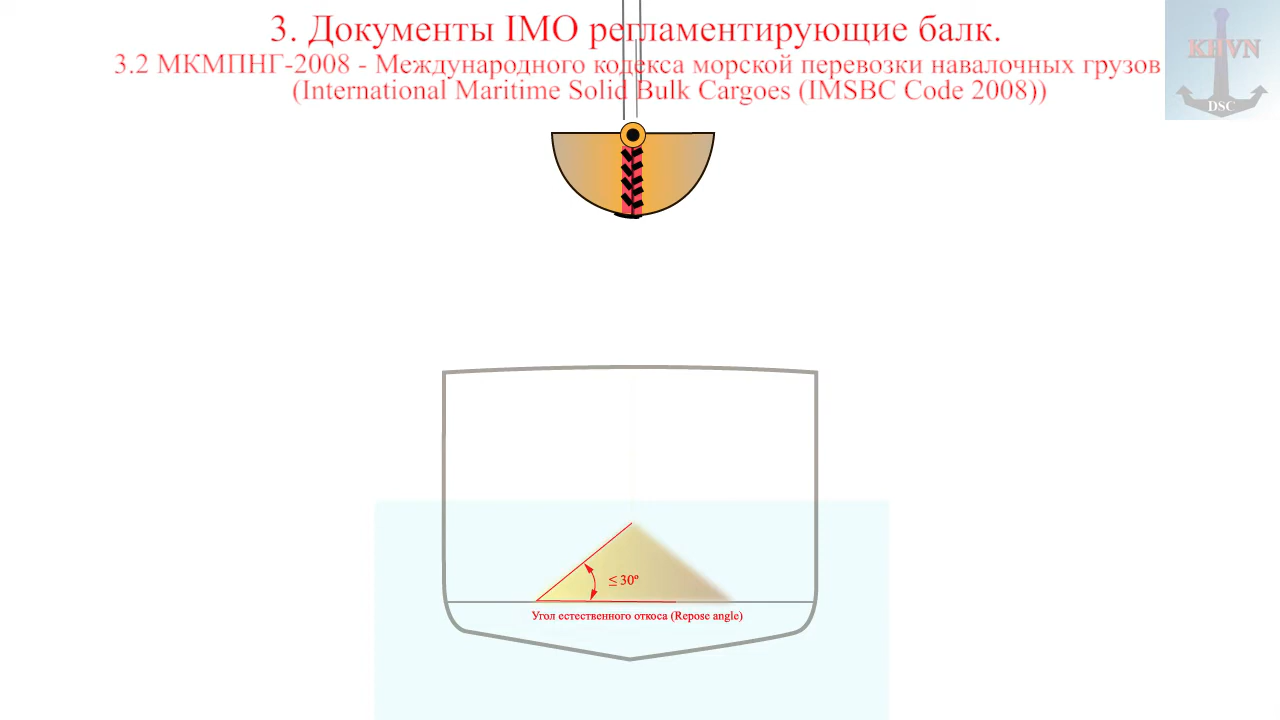 3. Документы IMO регламентирующие балк.
3.2 МКМПНГ-2008 - Международного кодекса морской перевозки навалочных грузов
(International Maritime Solid Bulk Cargoes (IMSBC Code 2008))
KHVN
DSC
≤ 30º
Угол естественного откоса (Repose angle)